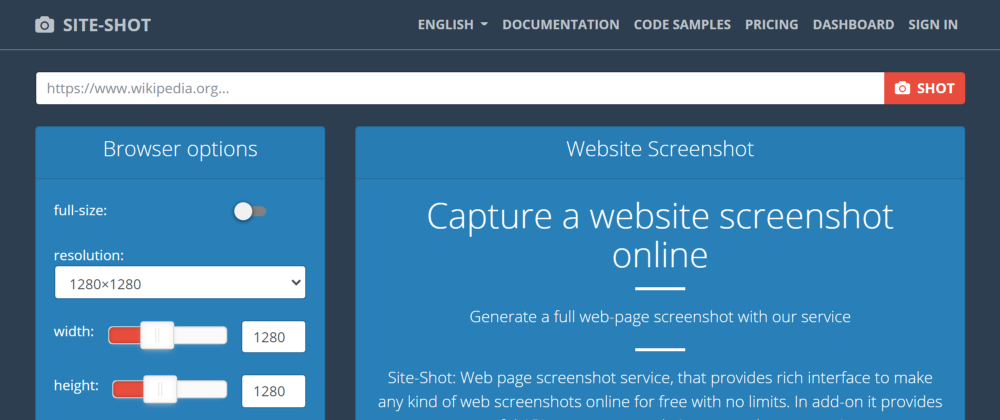 SITE-SHOT
ENGLISH DOCUMENTATION CODE SAMPLES PRICING DASHBOARD SIGN IN
https://www.wikipedia.org...
SHOT
Browser options
full-size:
resolution:
1280×1280
width: 1280
height: 1280
Website Screenshot
Capture a website screenshot
online
Generate a full web-page screenshot with our service
Site-Shot: Web page screenshot service, that provides rich interface to make
any kind of web screenshots online for free with no limits. In add-on it provides